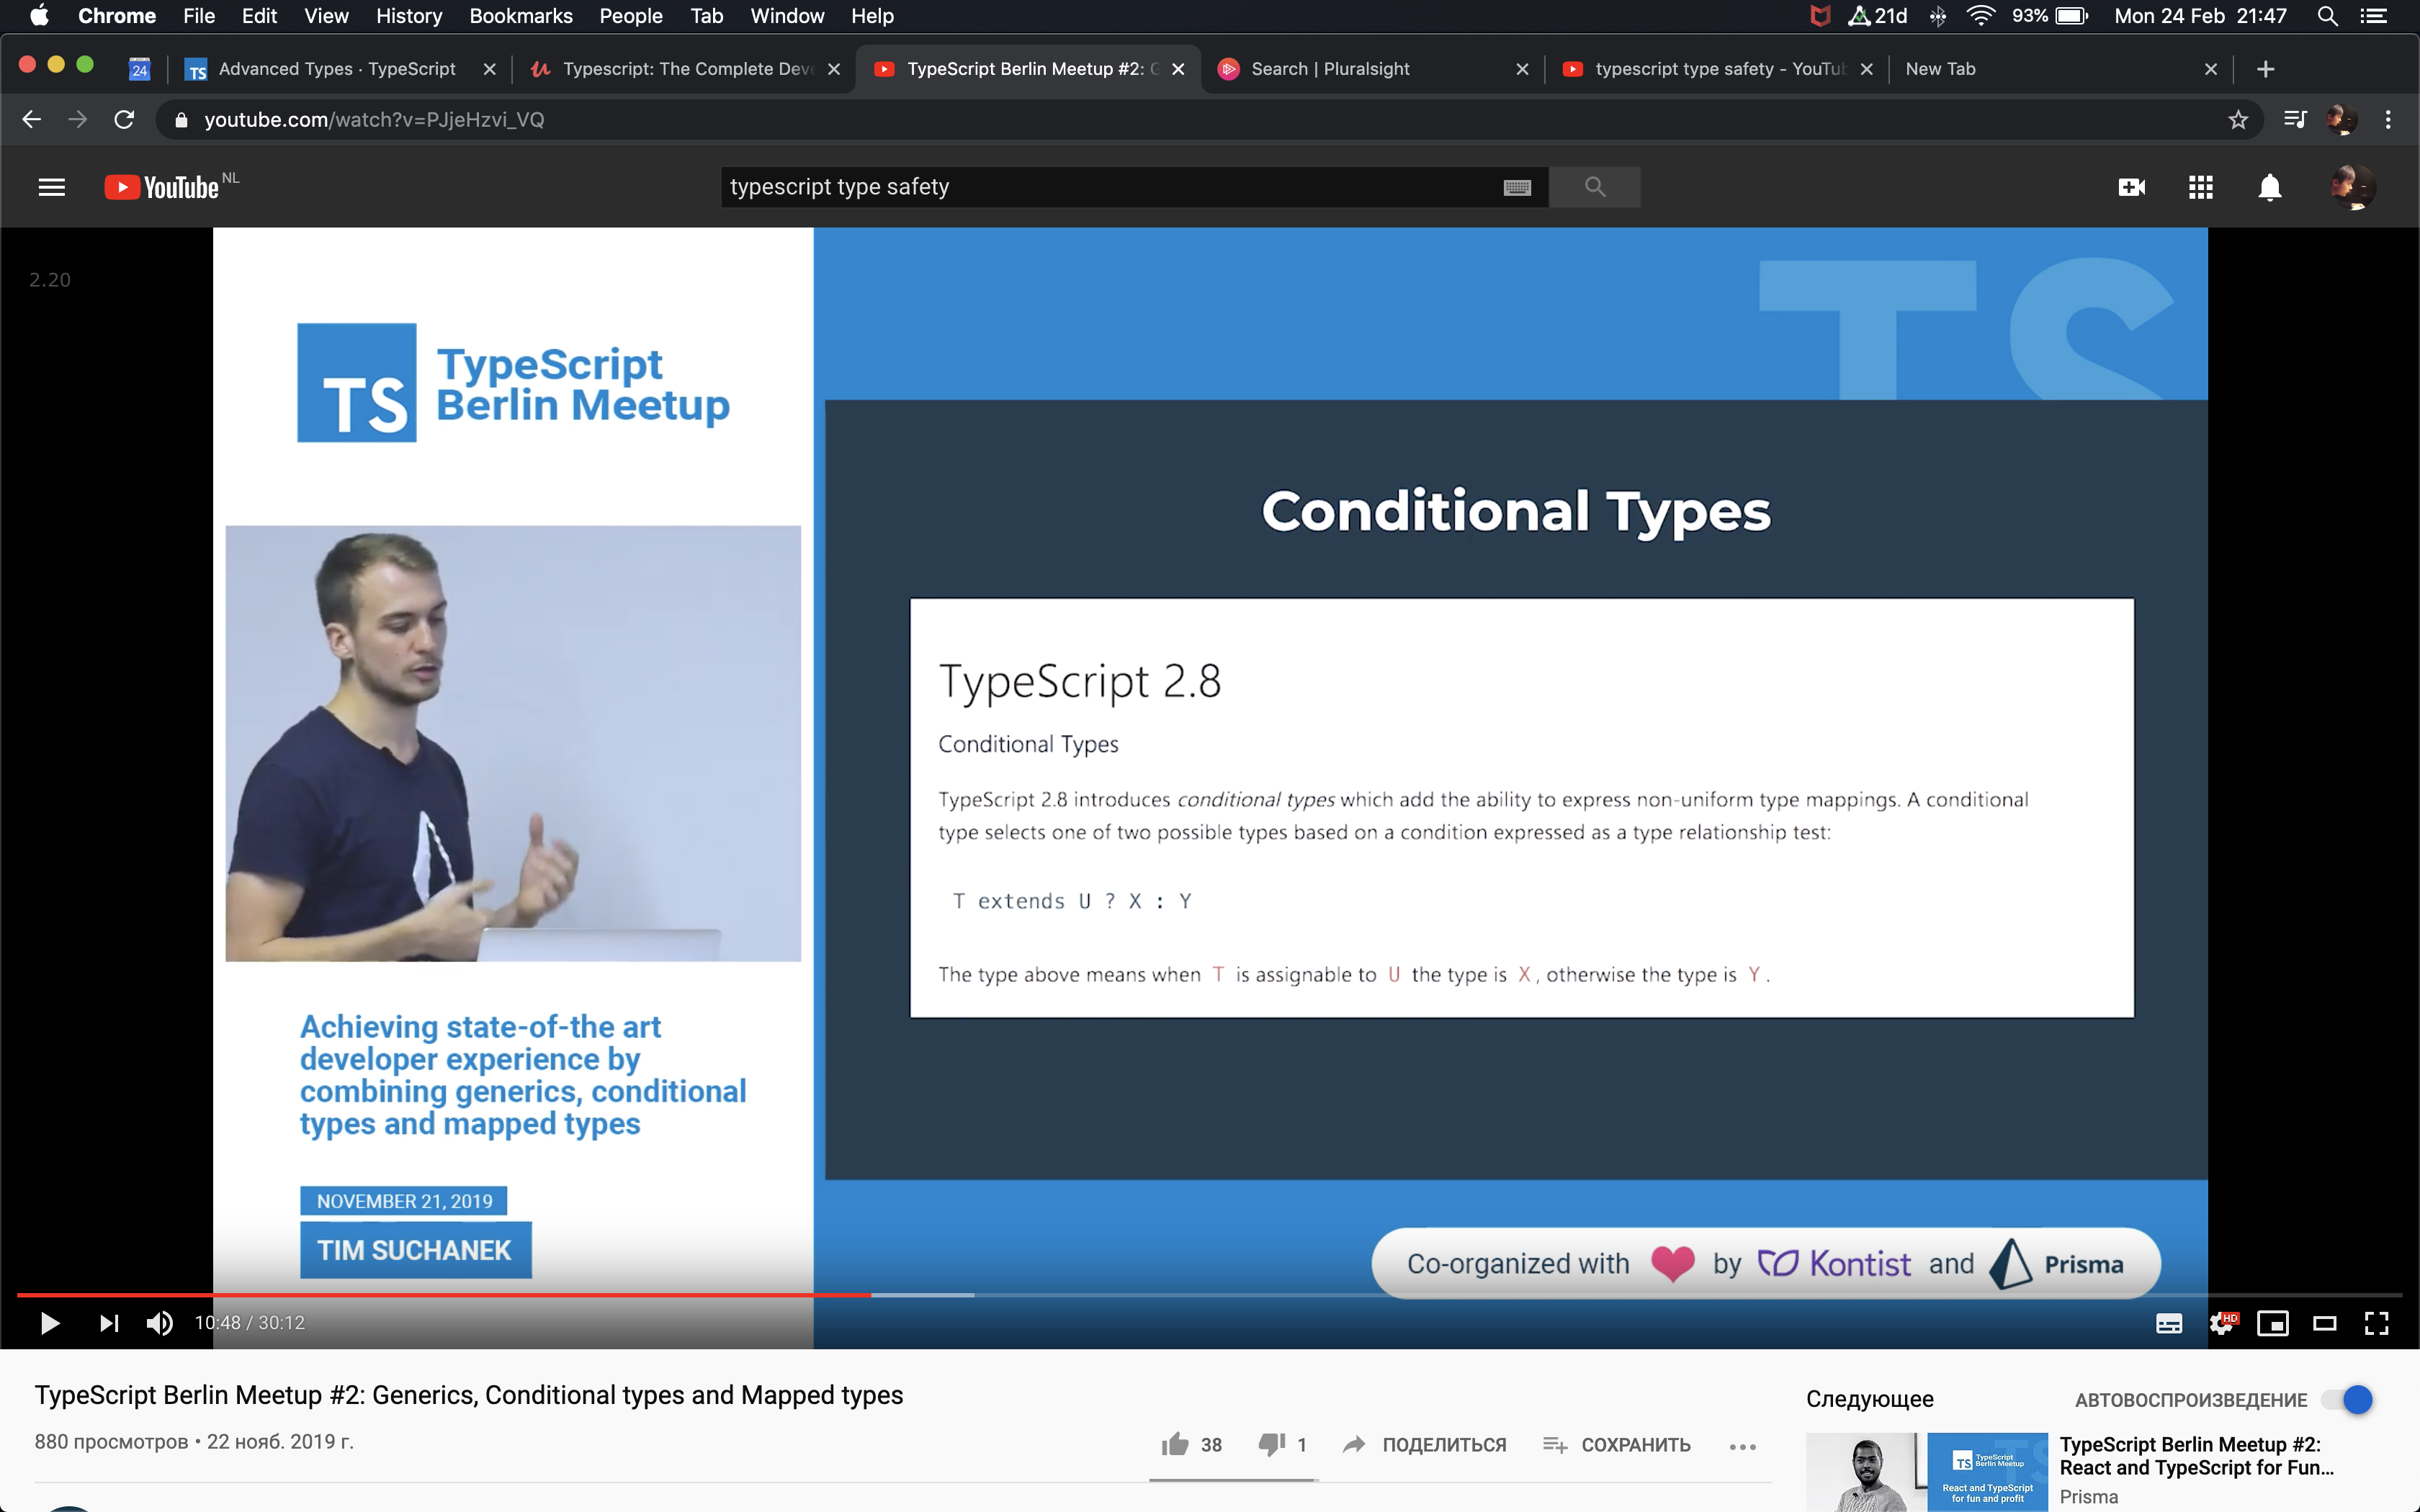 Chrome File Edit View History Bookmarks People Tab Window Help 21d 93% Mon 24 Feb 21:47
24 TS Advanced Types · TypeScript Typescript: The Complete Deve TypeScript Berlin Meetup #2: G Search | Pluralsight typescript type safety - YouTub New Tab
youtube.com/watch?v=PJjeHzvi_VQ
YouTube NL typescript type safety
2.20
TS
TS TypeScript
Berlin Meetup
Conditional Types
TypeScript 2.8
Conditional Types
TypeScript 2.8 introduces conditional types which add the ability to express non-uniform type mappings. A conditional
type selects one of two possible types based on a condition expressed as a type relationship test:
T extends U ? X : Y
The type above means when T is assignable to U the type is X, otherwise the type is Y.
Achieving state-of-the art
developer experience by
combining generics, conditional
types and mapped types
NOVEMBER 21, 2019
TIM SUCHANEK
Co-organized with by Kontist and Prisma
10:48 / 30:12 HD
TypeScript Berlin Meetup #2: Generics, Conditional types and Mapped types
880 просмотров • 22 нояб. 2019 г.
38 1 ПОДЕЛИТЬСЯ СОХРАНИТЬ
Следующее АВТОВОСПРОИЗВЕДЕНИЕ
TS TypeScript
Berlin Meetup
React and TypeScript
for fun and profit
TypeScript Berlin Meetup #2:
React and TypeScript for Fun...
Prisma